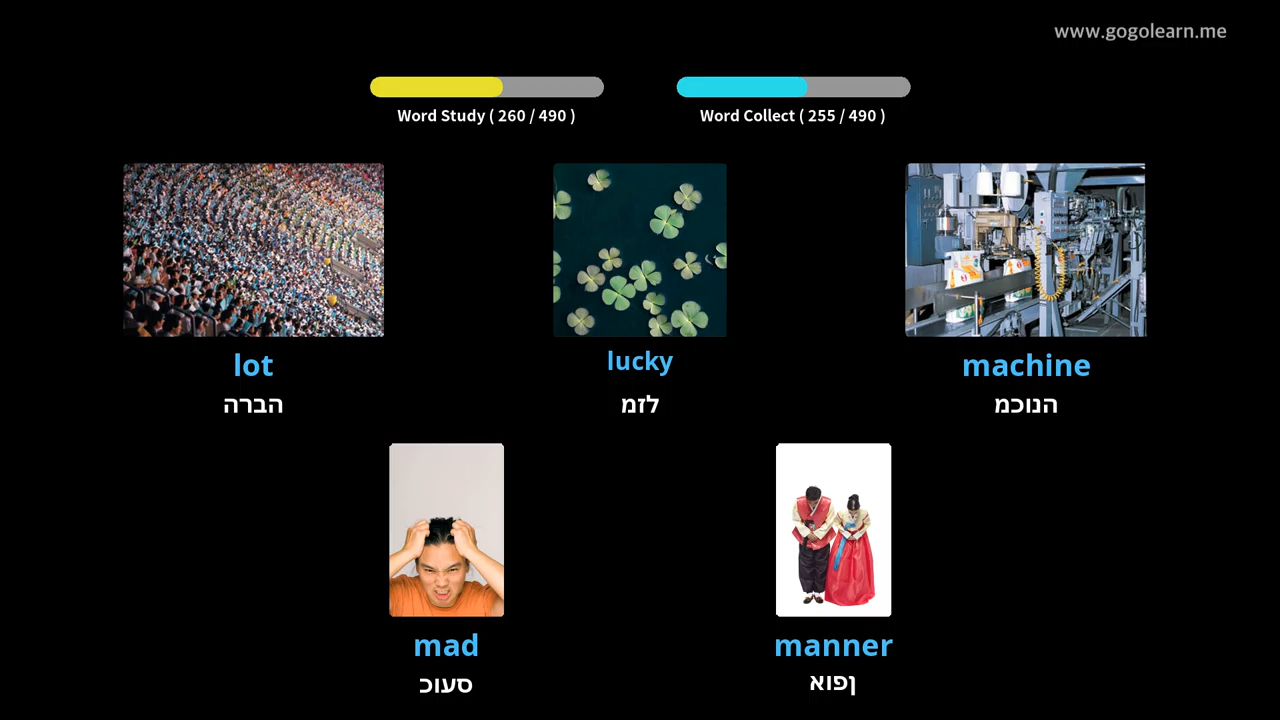 www.gogolearn.me
Word Study ( 260 / 490 )
Word Collect ( 255 / 490 )
lot
הברה
lucky
לזמ
machine
הנוכמ
mad
סעוכ
manner
ןפוא